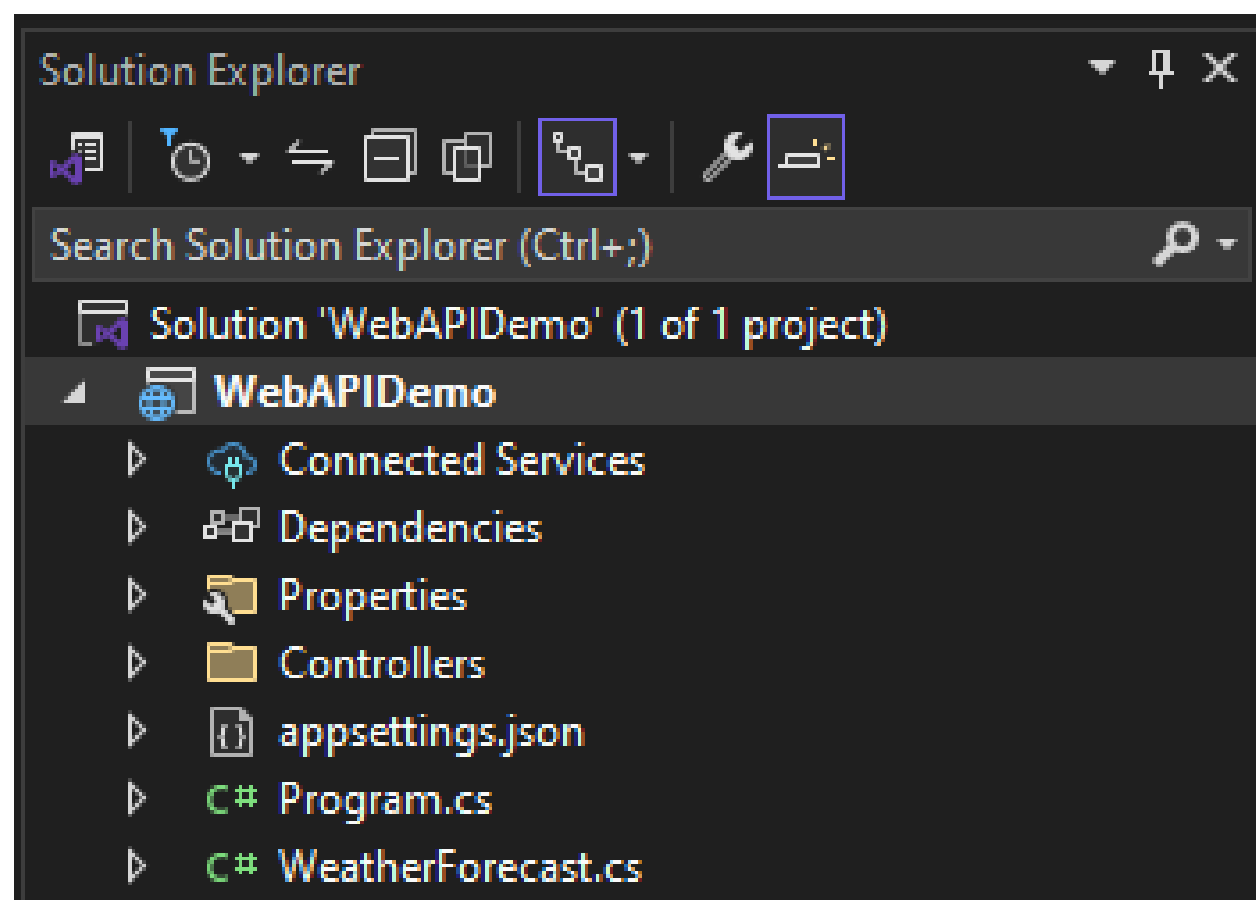 Solution Explorer
Search Solution Explorer (Ctrl+;)
Solution 'WebAPIDemo' (1 of 1 project)
WebAPIDemo
Connected Services
Dependencies
Properties
Controllers
appsettings.json
C# Program.cs
C# WeatherForecast.cs